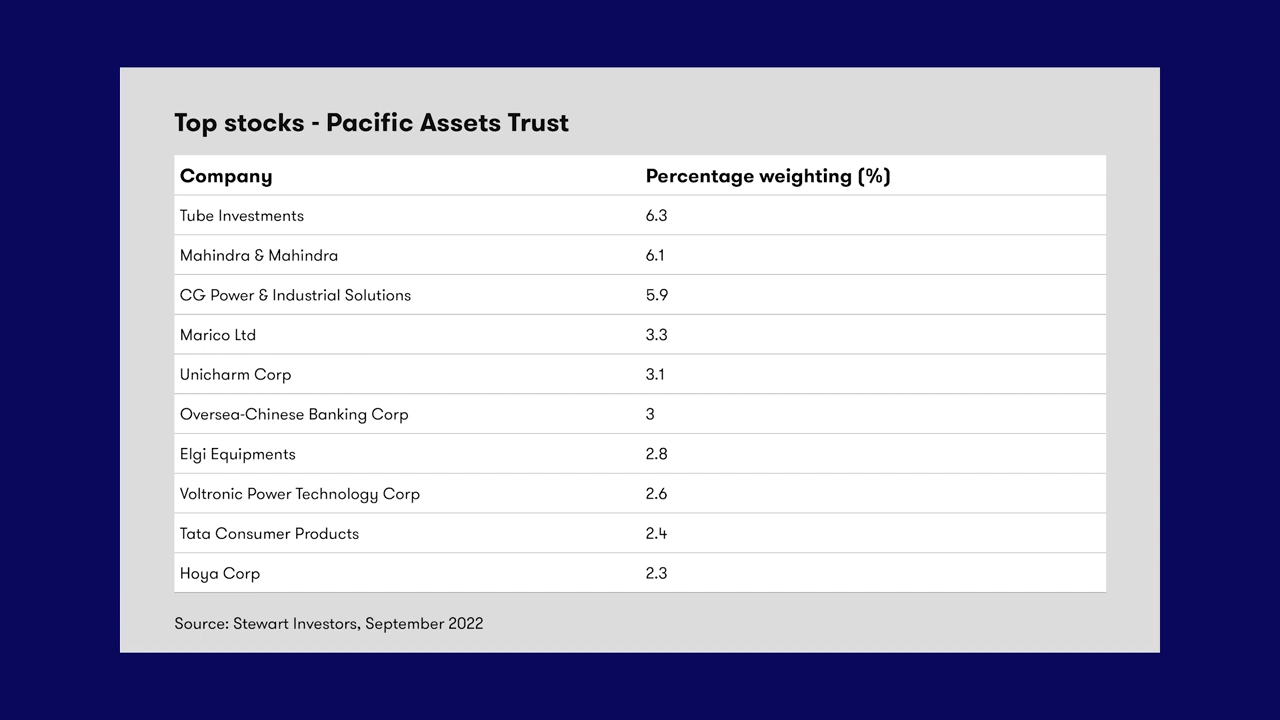 Top stocks - Pacific Assets Trust
Company Percentage weighting (%)
Tube Investments 6.3
Mahindra & Mahindra 6.1
CG Power & Industrial Solutions 5.9
Marico Ltd 3.3
Unicharm Corp 3.1
Oversea-Chinese Banking Corp 3
Elgi Equipments 2.8
Voltronic Power Technology Corp 2.6
Tata Consumer Products 2.4
Hoya Corp 2.3
Source: Stewart Investors, September 2022